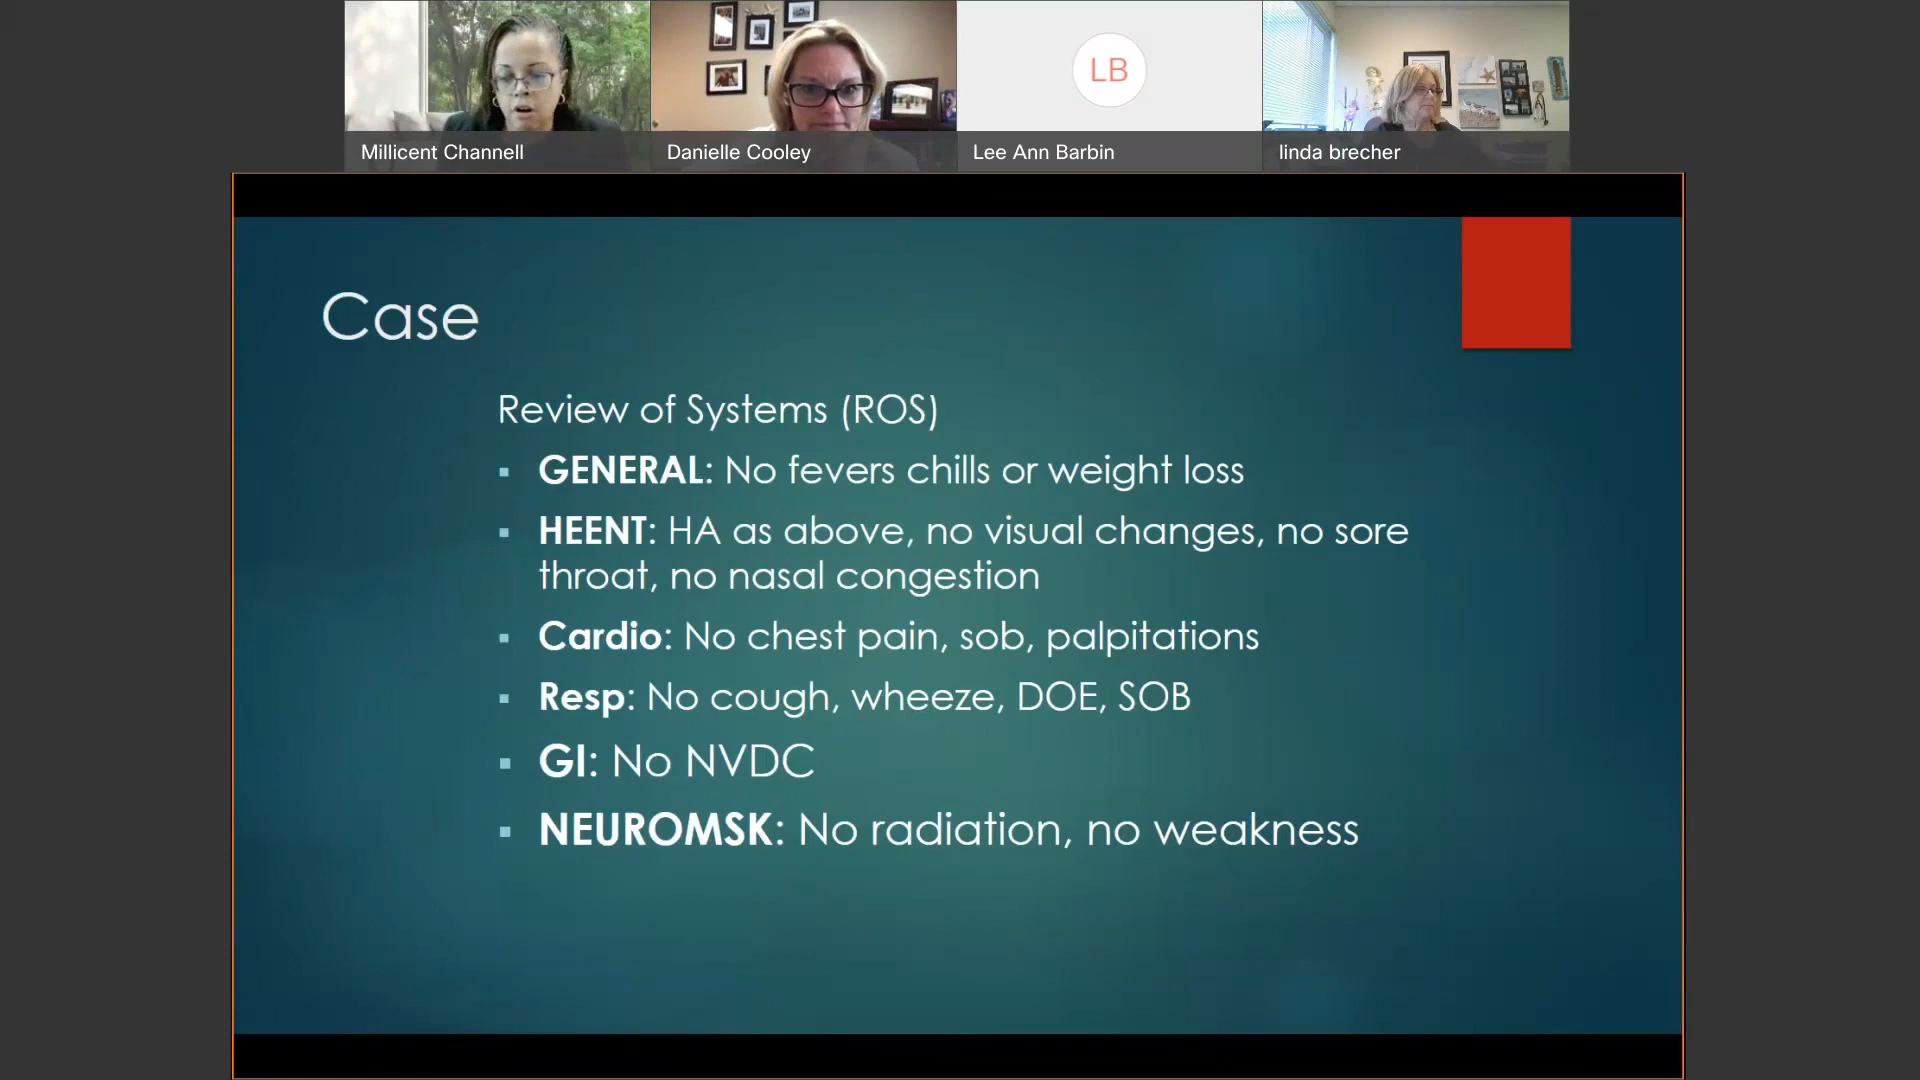 LB
Millicent Channell
Danielle Cooley
Lee Ann Barbin
linda brecher
Case
Review of Systems (ROS)
GENERAL: No fevers chills or weight loss
HEENT: HA as above, no visual changes, no sore
throat, no nasal congestion
Cardio: No chest pain, sob, palpitations
Resp: No cough, wheeze, DOE, SOB
GI: No NVDC
NEUROMSK: No radiation, no weakness